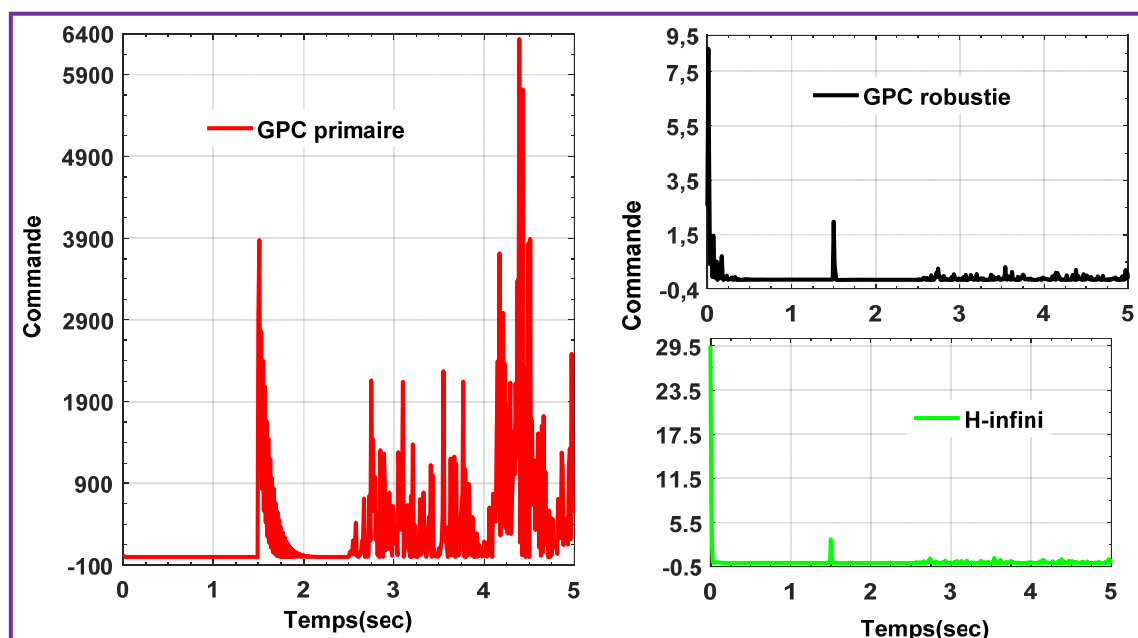 6400
5900
4900
3900
2900
1900
900
-100
Commande
GPC primaire
0 1 2 3 4 5
Temps(sec)
9,5
7,5
5,5
3,5
1,5
-0,4
GPC robustie
0 1 2 3 4 5
Commande
29.5
23.5
17.5
11.5
5.5
-0.5
H-infini
0 1 2 3 4 5
Temps(sec)